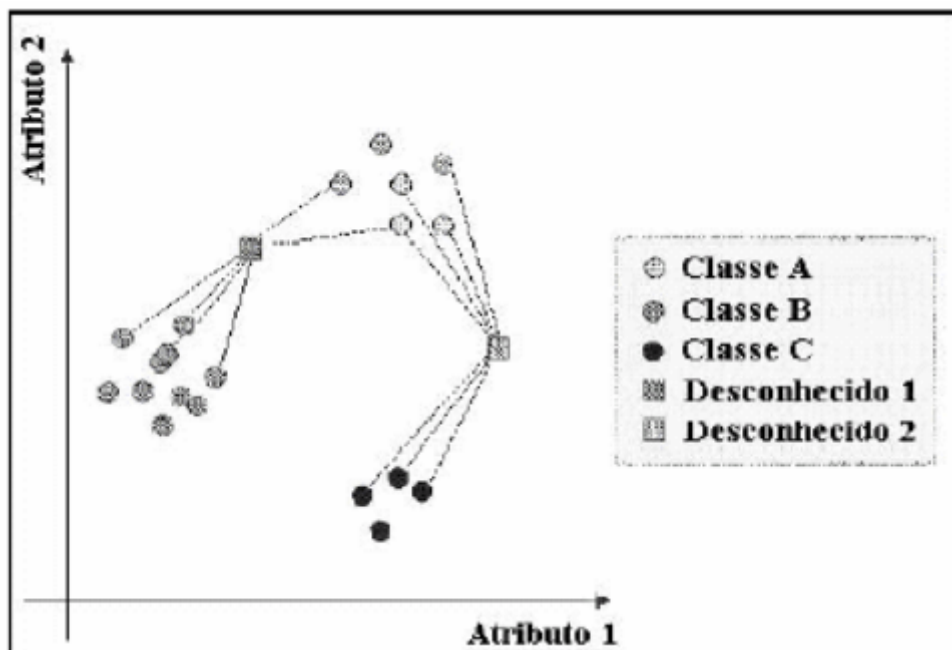 Atributo 2
Classe A
Classe B
Classe C
Desconhecido 1
Desconhecido 2
Atributo 1